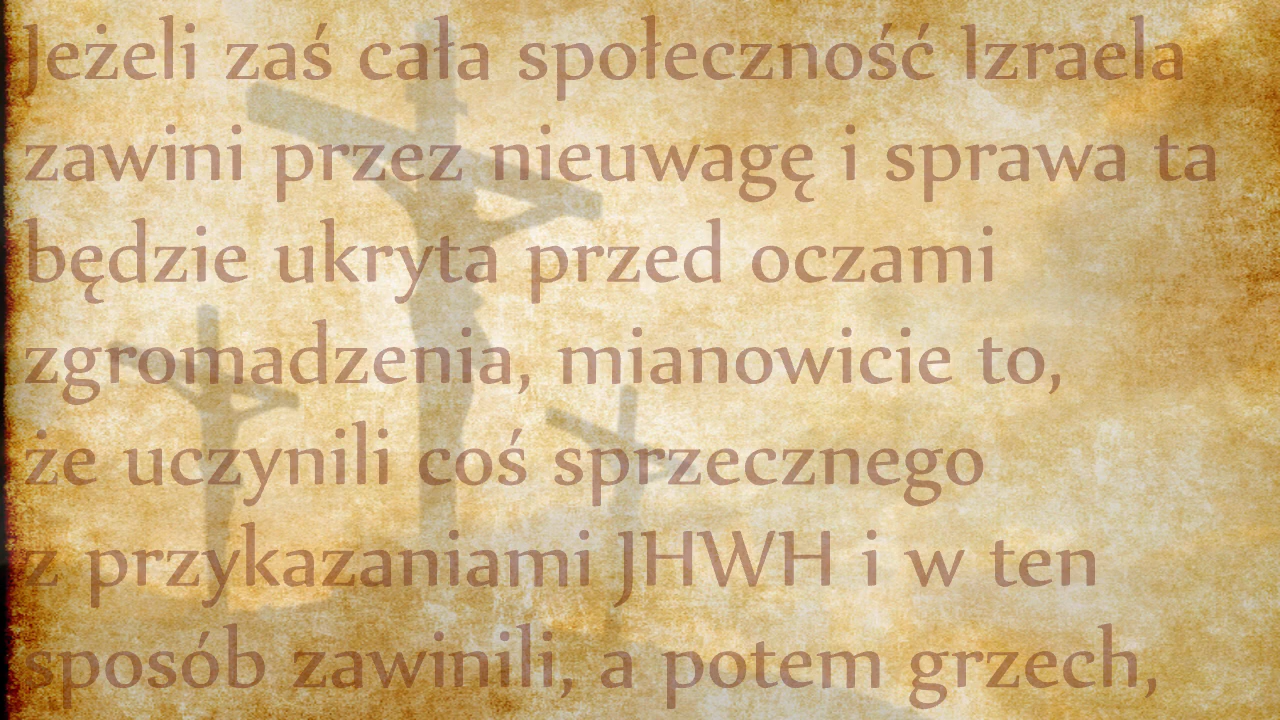 Jeżeli zaś cała społeczność Izraela
zawini przez nieuwagę i sprawa ta
będzie ukryta przed oczami
zgromadzenia, mianowicie to,
że uczynili coś sprzecznego
z przykazaniami JHWH i w ten
sposób zawinili, a potem grzech,